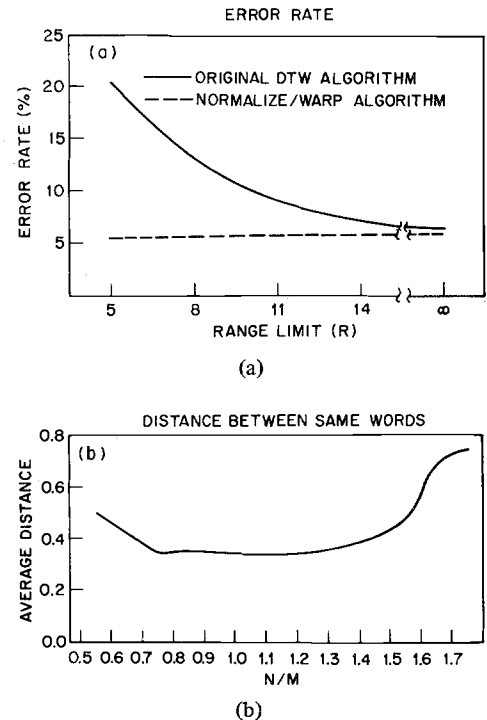 ERROR RATE
(a)
25
20
15
10
5
ERROR RATE (%)
ORIGINAL DTW ALGORITHM
NORMALIZE/WARP ALGORITHM
5 8 11 14 ∞
RANGE LIMIT (R)
(a)
DISTANCE BETWEEN SAME WORDS
(b)
0.8
0.6
0.4
0.2
0.0
AVERAGE DISTANCE
0.5 0.6 0.7 0.8 0.9 1.0 1.1 1.2 1.3 1.4 1.5 1.6 1.7
N/M
(b)